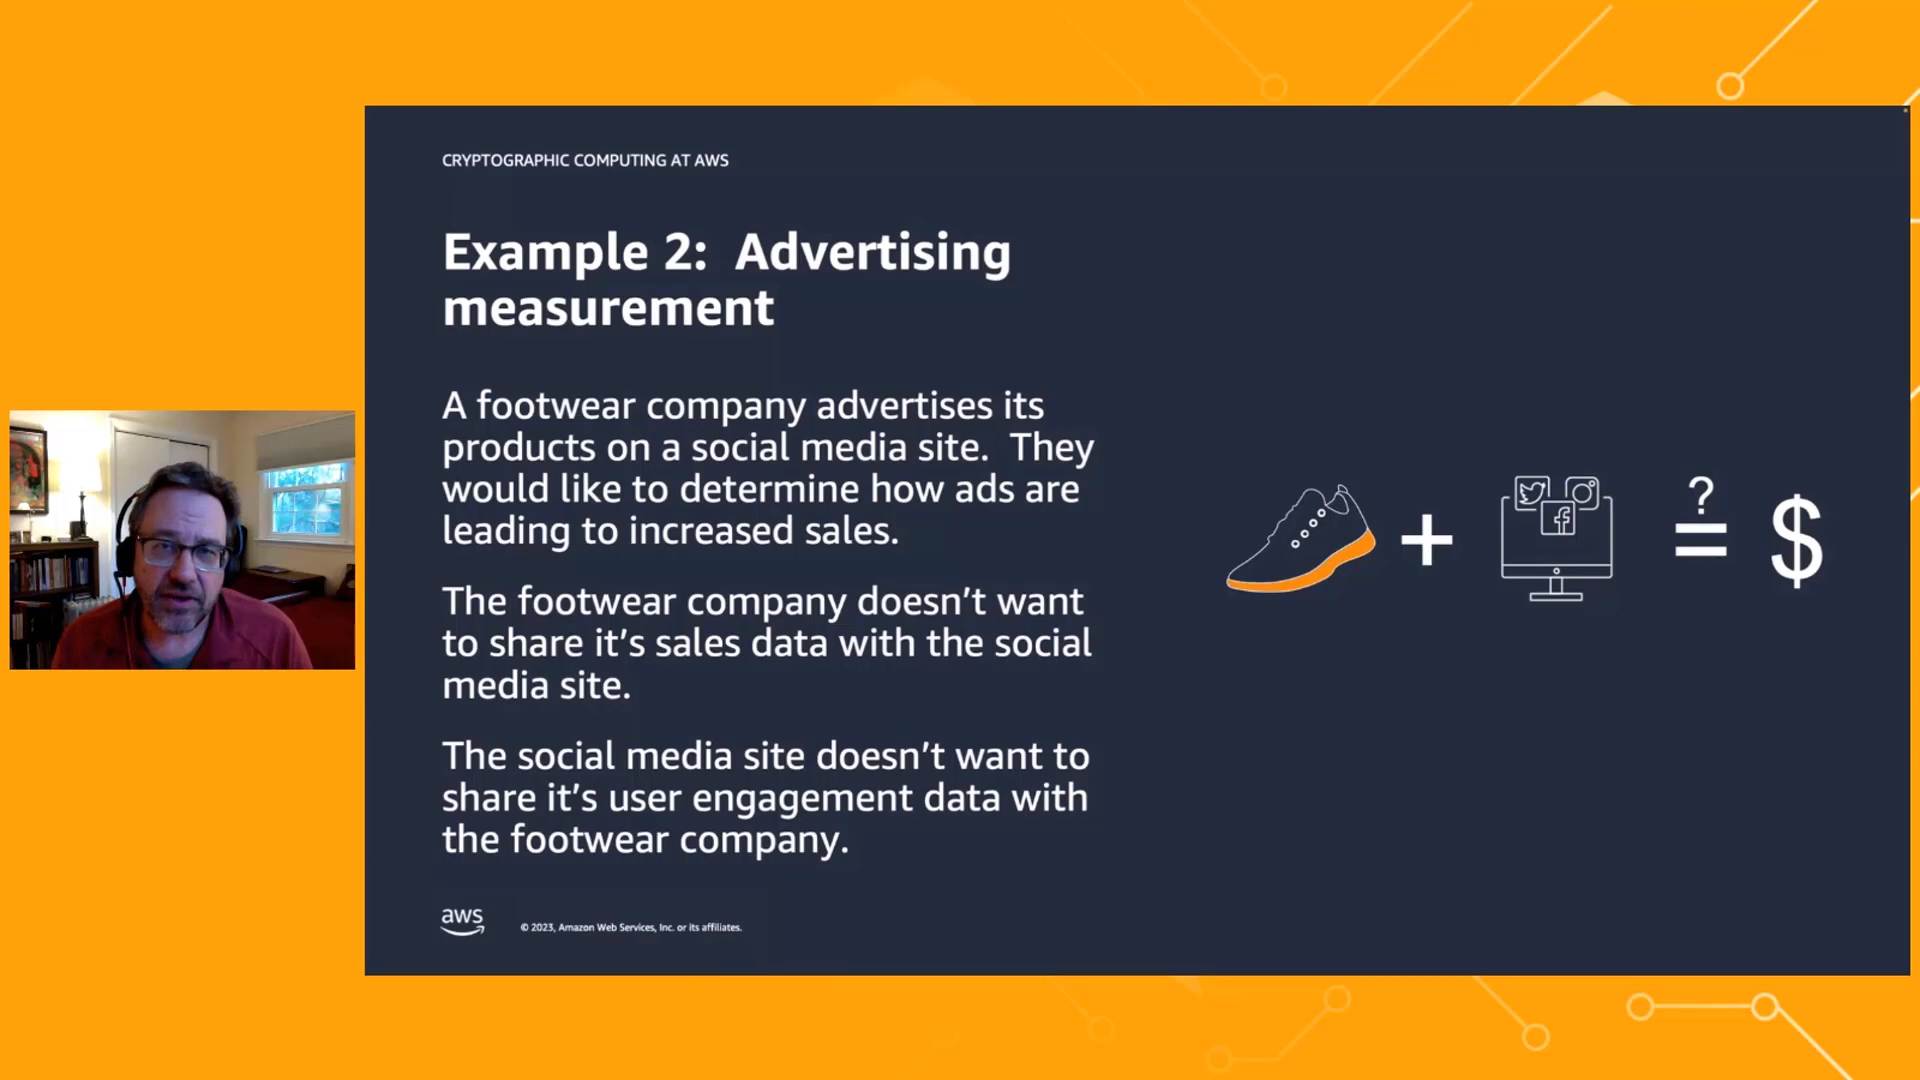 CRYPTOGRAPHIC COMPUTING AT AWS
Example 2:  Advertising
measurement
A footwear company advertises its
products on a social media site.  They
would like to determine how ads are
leading to increased sales.
The footwear company doesn’t want
to share it’s sales data with the social
media site.
The social media site doesn’t want to
share it’s user engagement data with
the footwear company.
+
?
=
$
aws
© 2023, Amazon Web Services, Inc. or its affiliates.